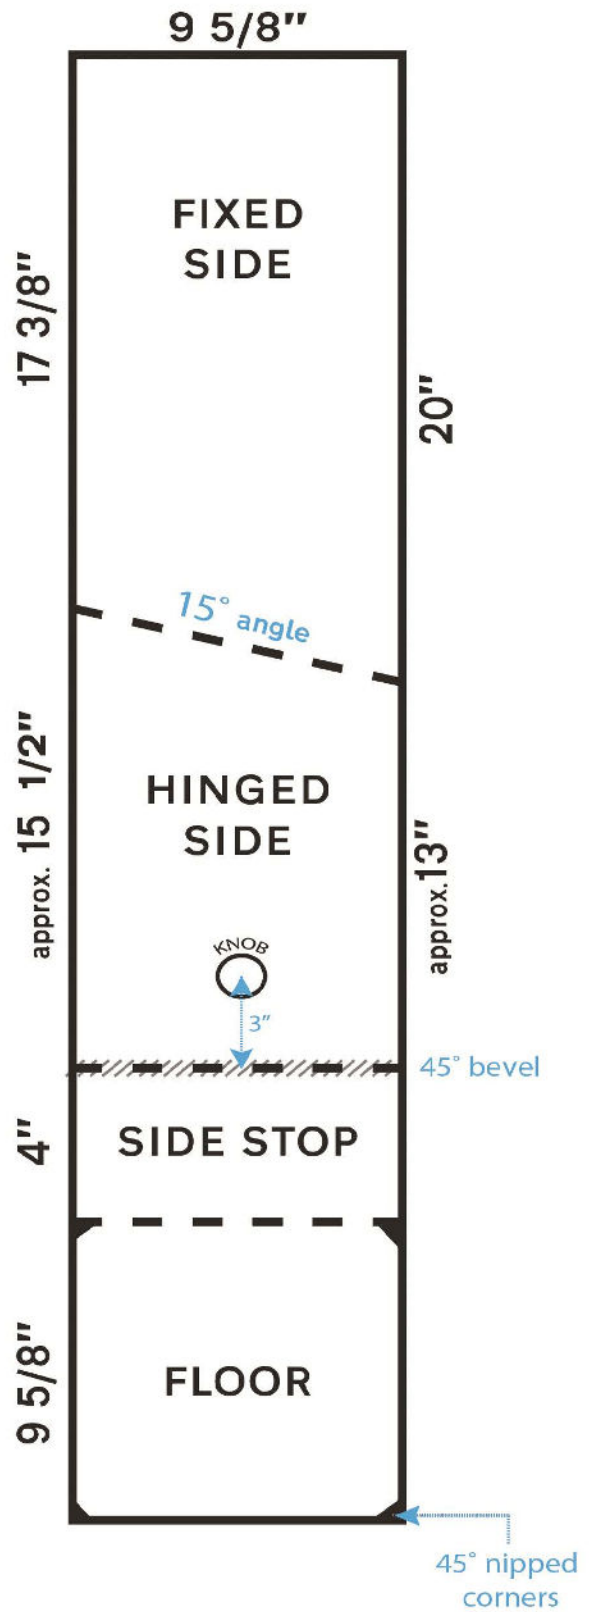 9 5/8"
FIXED
SIDE
17 3/8"
20"
15° angle
HINGED
SIDE
approx. 15 1/2"
approx.13"
KNOB
3"
45° bevel
4"
SIDE STOP
9 5/8"
FLOOR
45° nipped
corners